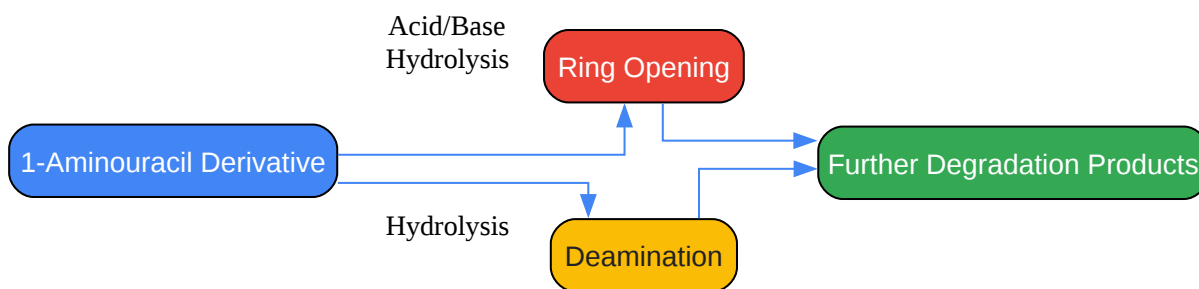 Acid/Base
Hydrolysis
Ring Opening
1-Aminouracil Derivative
Further Degradation Products
Hydrolysis
Deamination